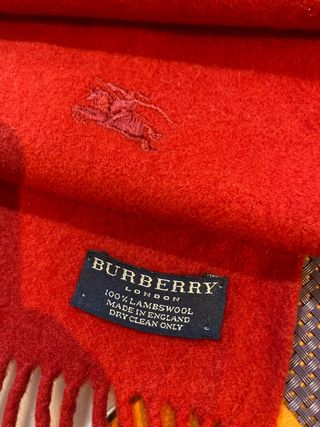 BURBERRY
LONDON
100% LAMBSWOOL
MADE IN ENGLAND
DRY CLEAN ONLY